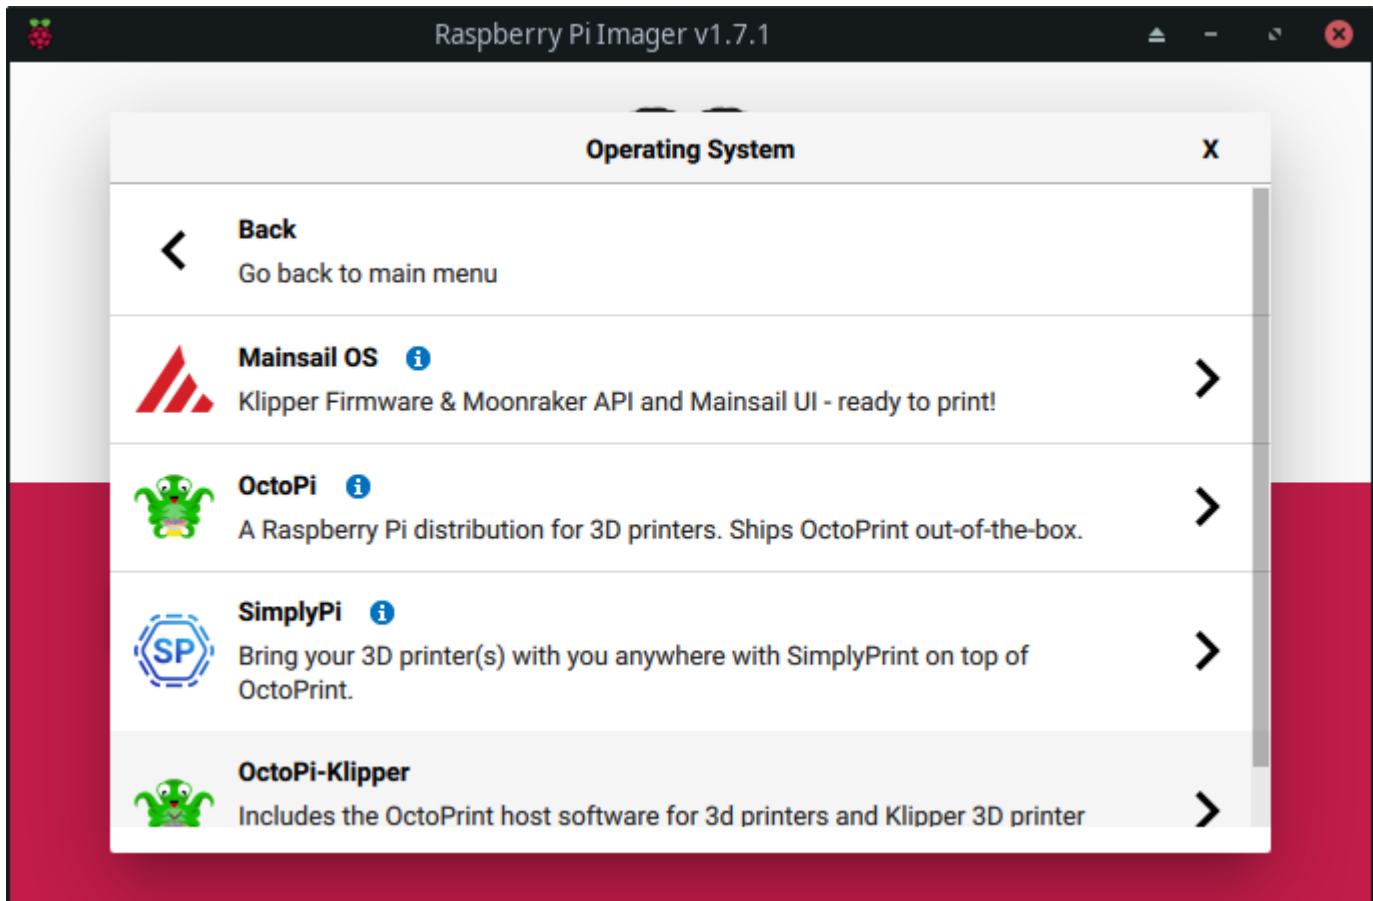 Raspberry Pi Imager v1.7.1
Operating System X
Back
Go back to main menu
Mainsail OS
Klipper Firmware & Moonraker API and Mainsail UI - ready to print!
OctoPi
A Raspberry Pi distribution for 3D printers. Ships OctoPrint out-of-the-box.
SP
SimplyPi
Bring your 3D printer(s) with you anywhere with SimplyPrint on top of
OctoPrint.
OctoPi-Klipper
Includes the OctoPrint host software for 3d printers and Klipper 3D printer